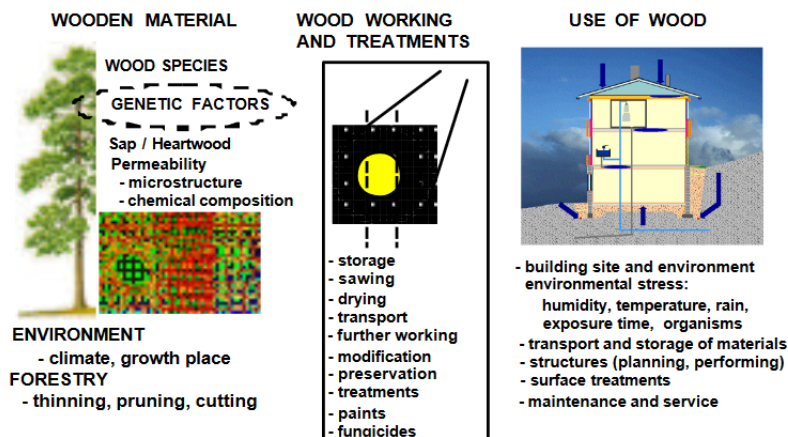 WOODEN MATERIAL
WOOD SPECIES
GENETIC FACTORS
Sap / Heartwood
Permeability
- microstructure
- chemical composition
ENVIRONMENT
- climate, growth place
FORESTRY
- thinning, pruning, cutting
WOOD WORKING
AND TREATMENTS
- storage
- sawing
- drying
- transport
- further working
- modification
- preservation
- treatments
- paints
- fungicides
USE OF WOOD
- building site and environment
environmental stress:
humidity, temperature, rain,
exposure time, organisms
- transport and storage of materials
- structures (planning, performing)
- surface treatments
- maintenance and service